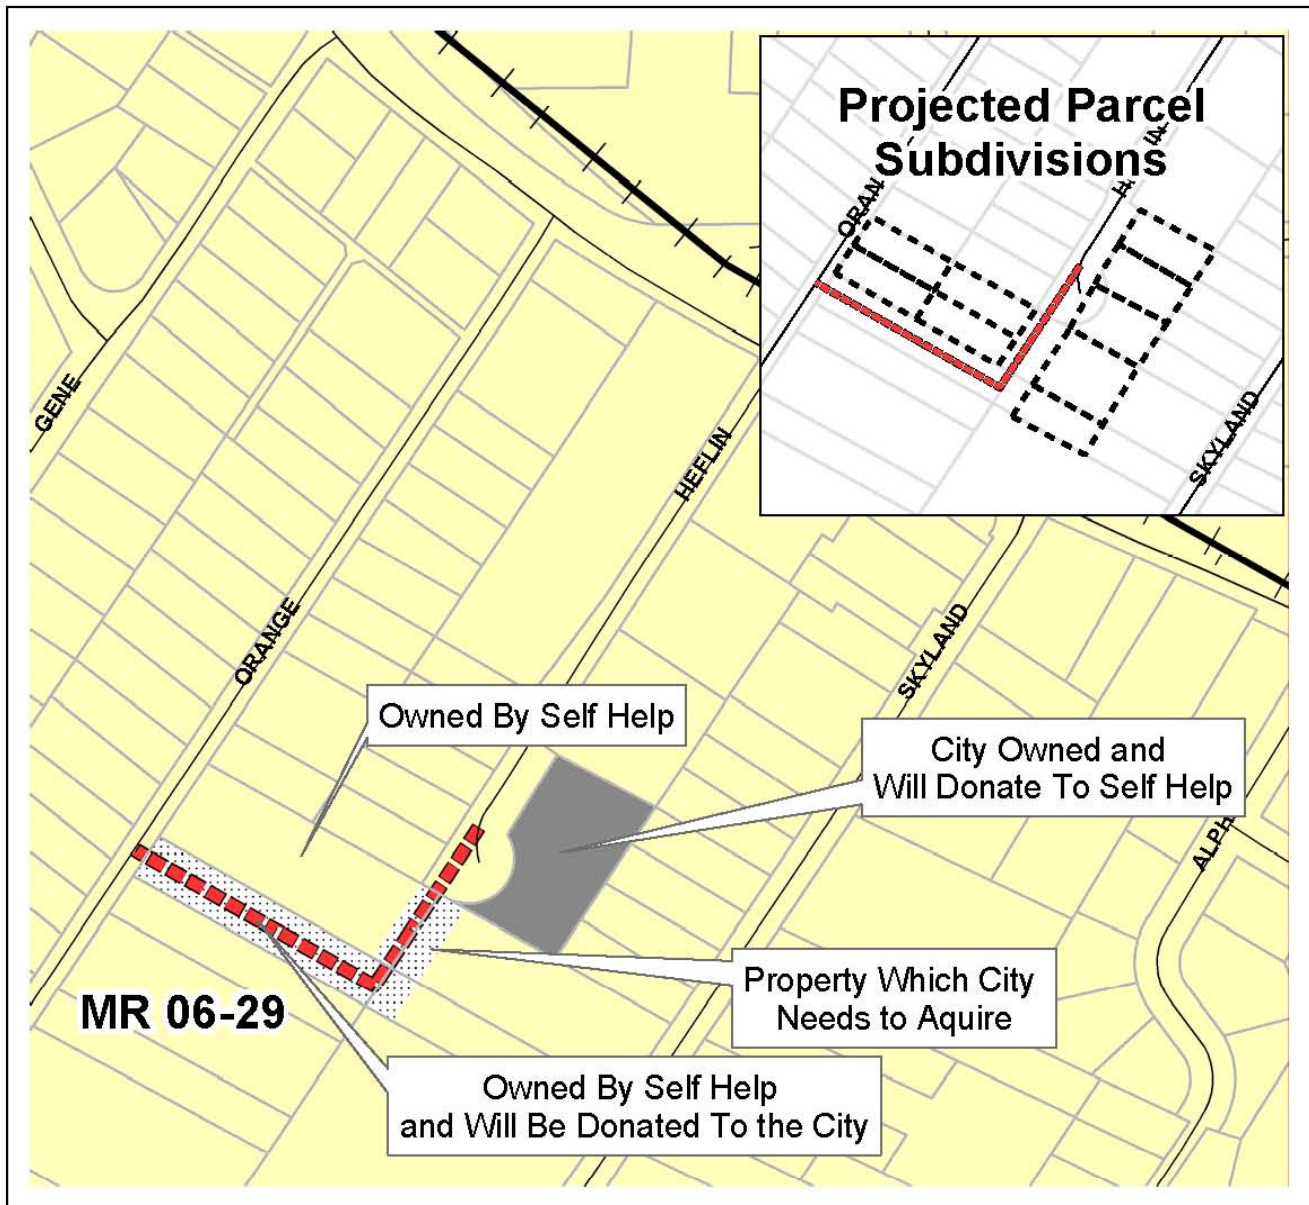 Projected Parcel
Subdivisions
ORAN
H
IN
SKYLAND
GENE
HEFLIN
ORANGE
SKYLAND
Owned By Self Help
City Owned and
Will Donate To Self Help
ALPH
Property Which City
Needs to Aquire
MR 06-29
Owned By Self Help
and Will Be Donated To the City